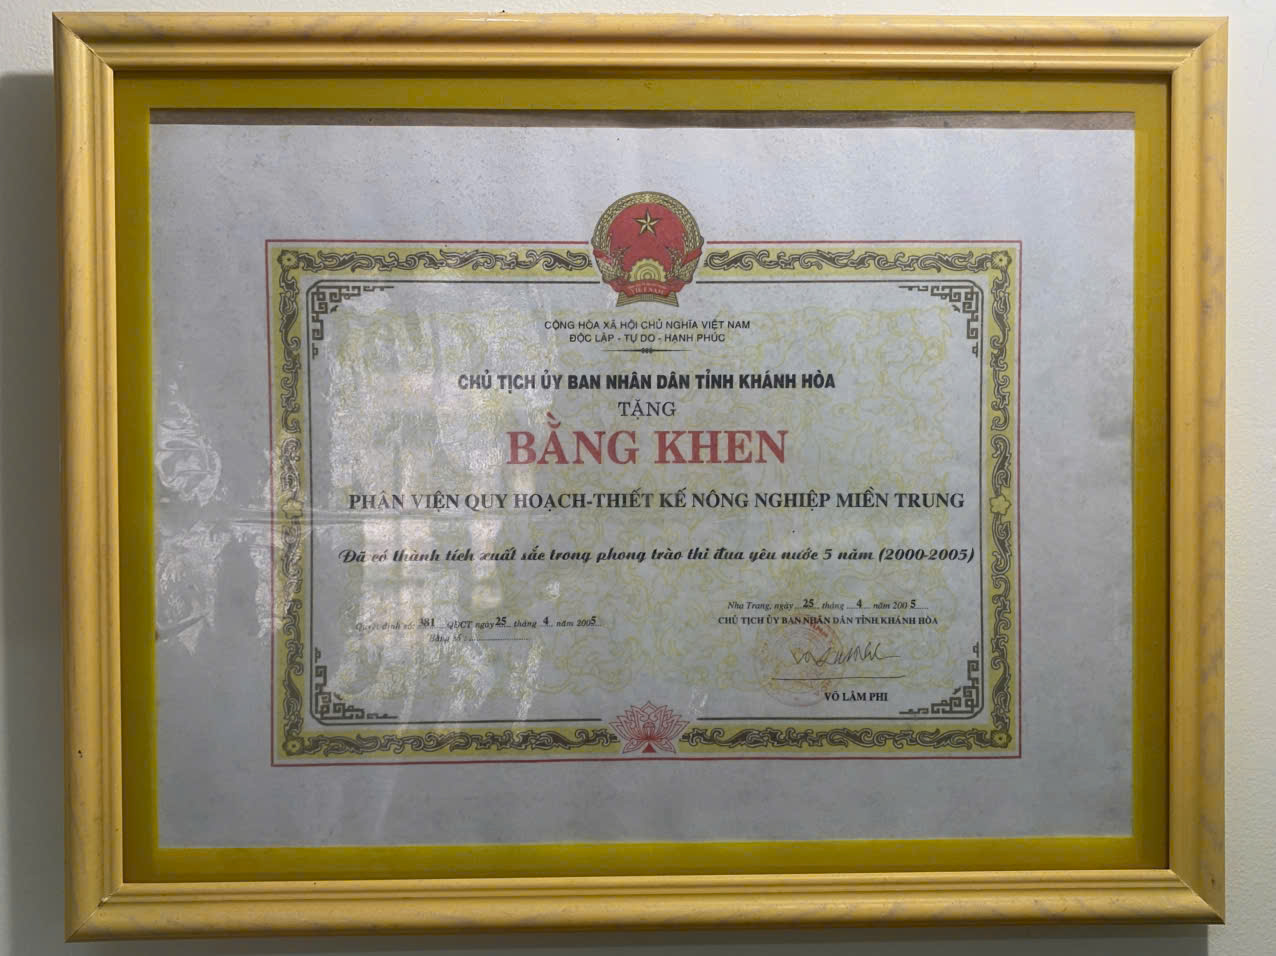 VIỆT NAM
CỘNG HÒA XÃ HỘI CHỦ NGHĨA VIỆT NAM
ĐỘC LẬP - TỰ DO - HẠNH PHÚC
CHỦ TỊCH ỦY BAN NHÂN DÂN TỈNH KHÁNH HÒA
TẶNG
BẰNG KHEN
PHÂN VIỆN QUY HOẠCH-THIẾT KẾ NÔNG NGHIỆP MIỀN TRUNG
Đã có thành tích xuất sắc trong phong trào thi đua yêu nước 5 năm (2000-2005)
Nha Trang, ngày 25 tháng 4 năm 2005
CHỦ TỊCH ỦY BAN NHÂN DÂN TỈNH KHÁNH HÒA
Quyết định số: 381 QĐCT ngày 25 tháng 4 năm 2005
Bằng số:
VÕ LÂM PHI